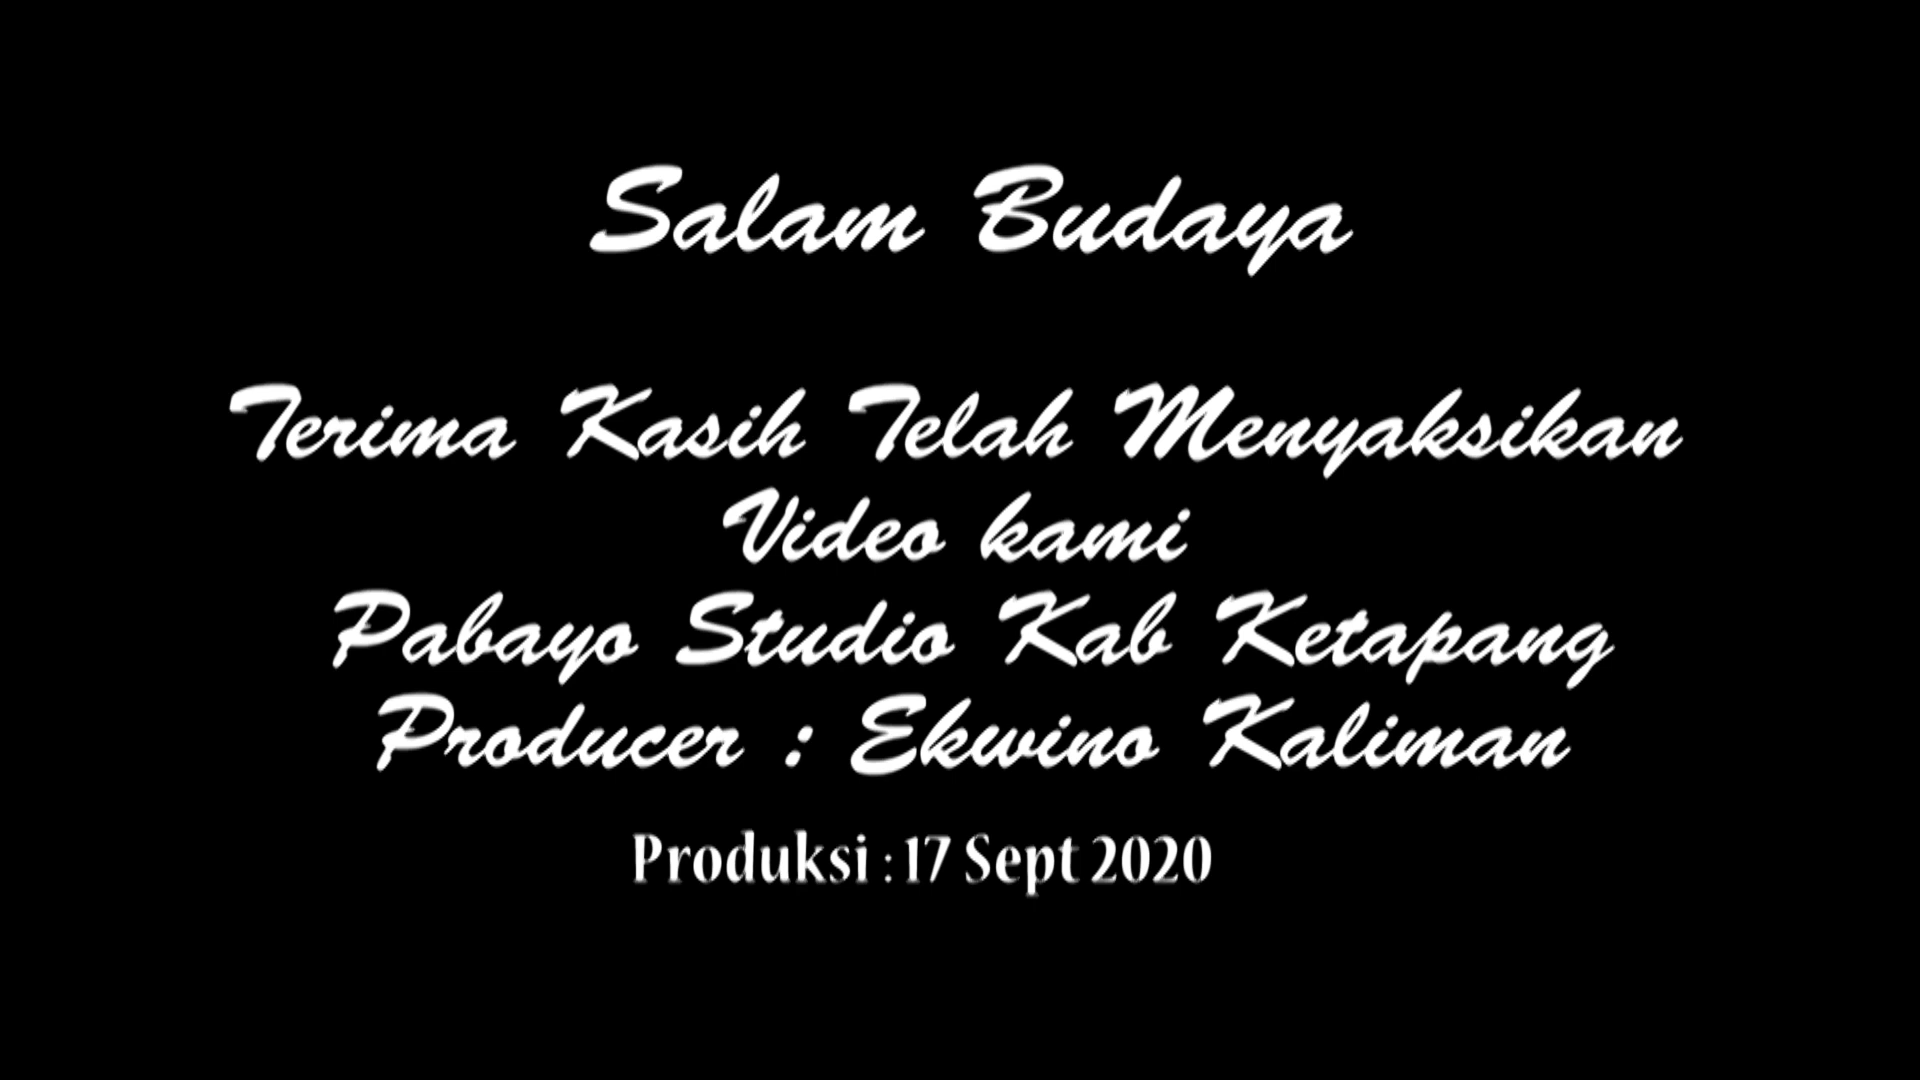 Salam Budaya
Terima Kasih Telah Menyaksikan
Video kami
Pabayo Studio Kab Ketapang
Producer : Ekwino Kaliman
Produksi : 17 Sept 2020